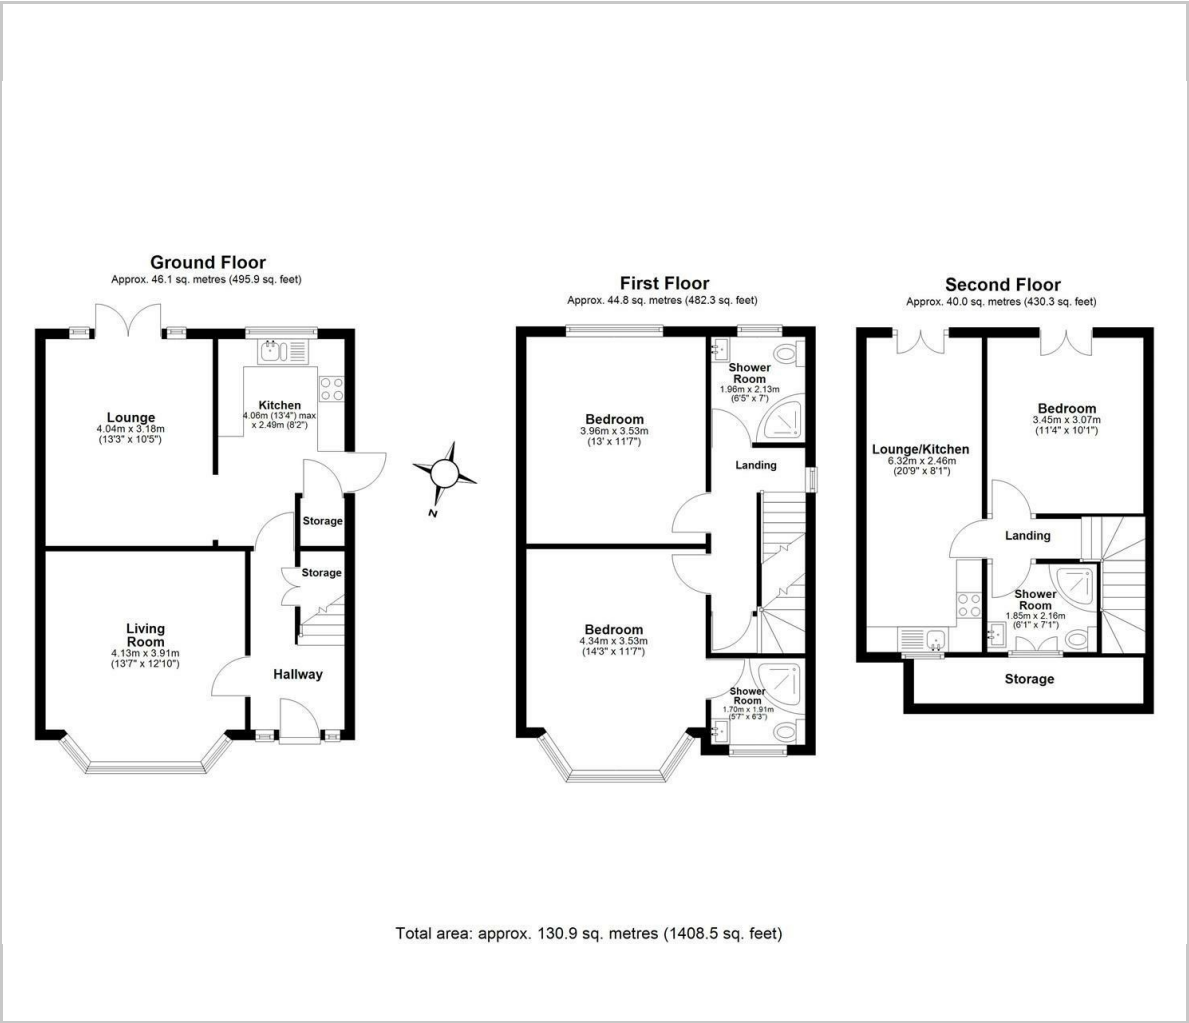 Ground Floor
Approx. 46.1 sq. metres (495.9 sq. feet)
Lounge
4.04m x 3.18m
(13'3" x 10'5")
Kitchen
4.06m (13'4") max
x 2.49m (8'2")
Storage
Storage
Living
Room
4.13m x 3.91m
(13'7" x 12'10")
Hallway
N
First Floor
Approx. 44.8 sq. metres (482.3 sq. feet)
Bedroom
3.96m x 3.53m
(13' x 11'7")
Shower
Room
1.96m x 2.13m
(6'5" x 7')
Landing
Bedroom
4.34m x 3.53m
(14'3" x 11'7")
Shower
Room
1.70m x 1.91m
(5'7" x 6'3")
Second Floor
Approx. 40.0 sq. metres (430.3 sq. feet)
Lounge/Kitchen
6.32m x 2.46m
(20'9" x 8'1")
Bedroom
3.45m x 3.07m
(11'4" x 10'1")
Landing
Shower
Room
1.85m x 2.16m
(6'1" x 7'1")
Storage
Total area: approx. 130.9 sq. metres (1408.5 sq. feet)